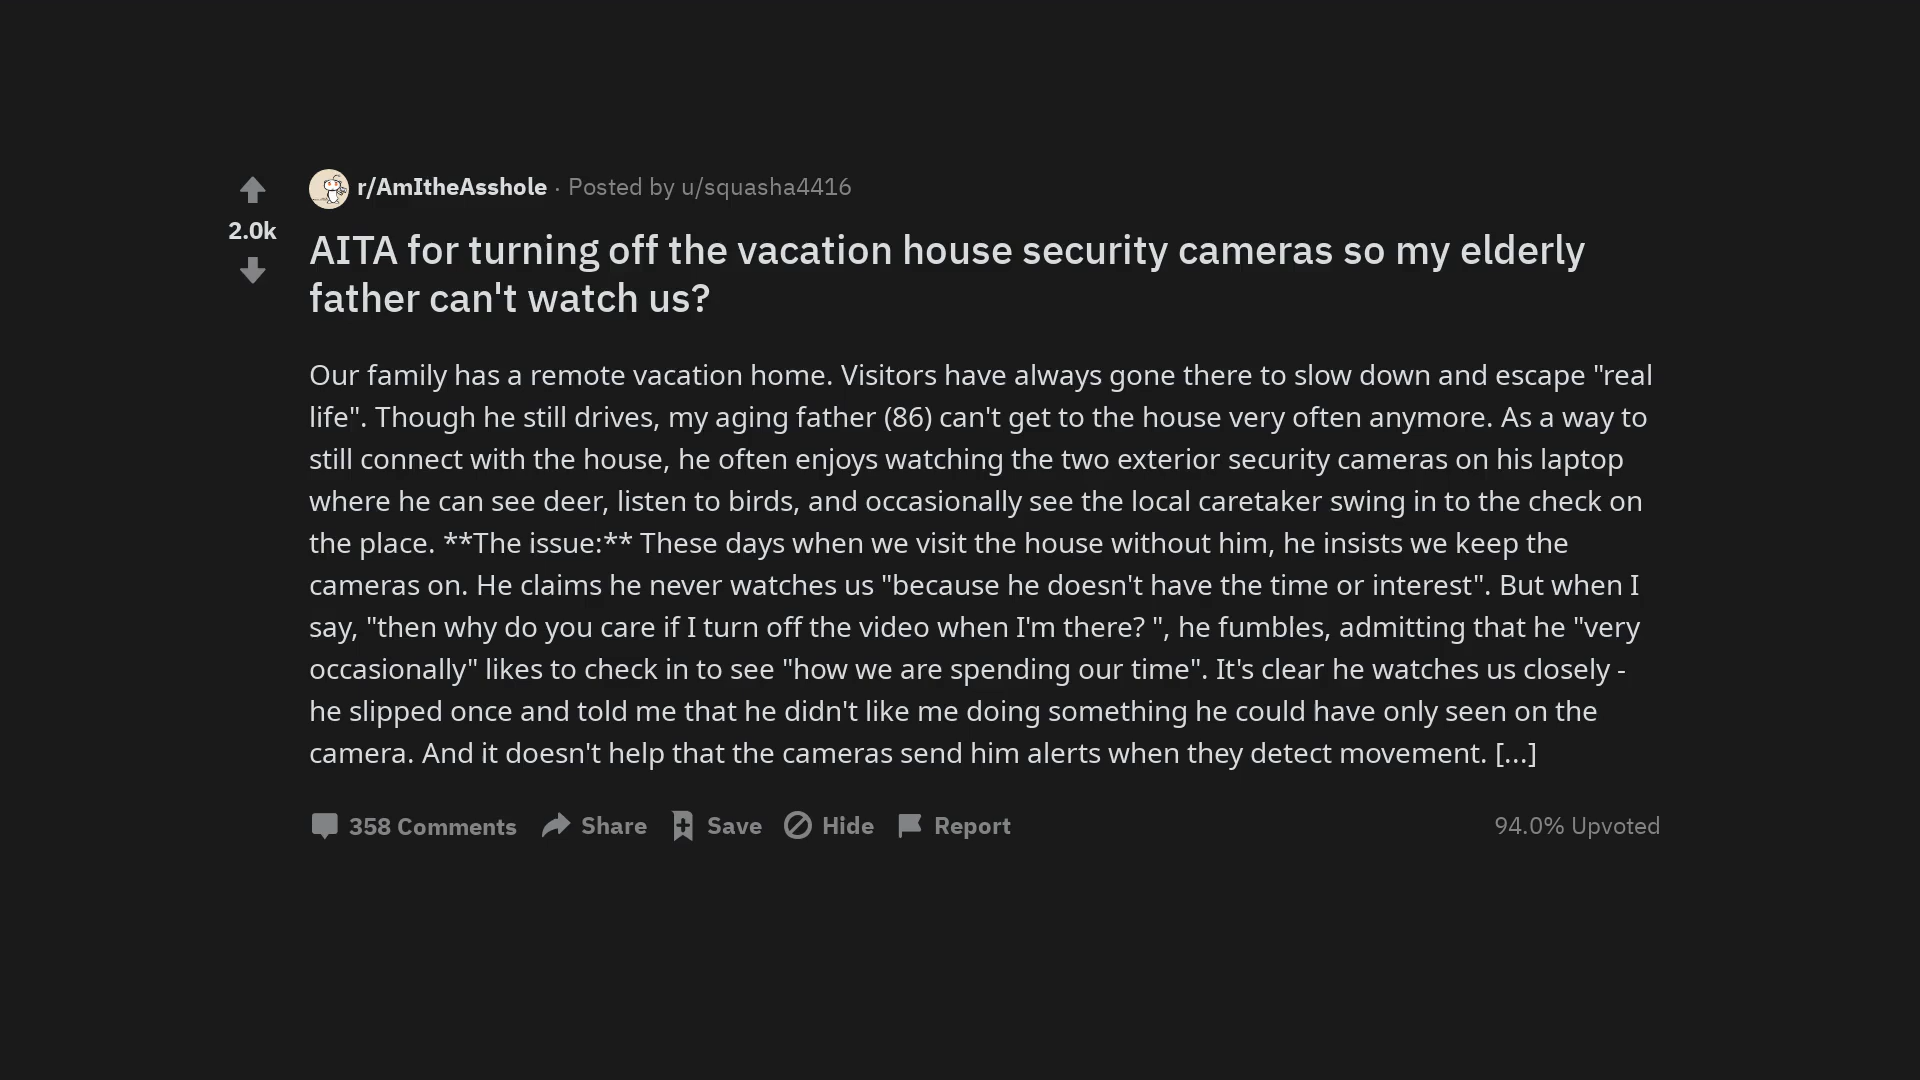 r/AmItheAsshole · Posted by u/squasha4416
2.0k
AITA for turning off the vacation house security cameras so my elderly
father can't watch us?
Our family has a remote vacation home. Visitors have always gone there to slow down and escape "real
life". Though he still drives, my aging father (86) can't get to the house very often anymore. As a way to
still connect with the house, he often enjoys watching the two exterior security cameras on his laptop
where he can see deer, listen to birds, and occasionally see the local caretaker swing in to the check on
the place. **The issue:** These days when we visit the house without him, he insists we keep the
cameras on. He claims he never watches us "because he doesn't have the time or interest". But when I
say, "then why do you care if I turn off the video when I'm there? ", he fumbles, admitting that he "very
occasionally" likes to check in to see "how we are spending our time". It's clear he watches us closely -
he slipped once and told me that he didn't like me doing something he could have only seen on the
camera. And it doesn't help that the cameras send him alerts when they detect movement. [...]
358 Comments Share Save Hide Report 94.0% Upvoted